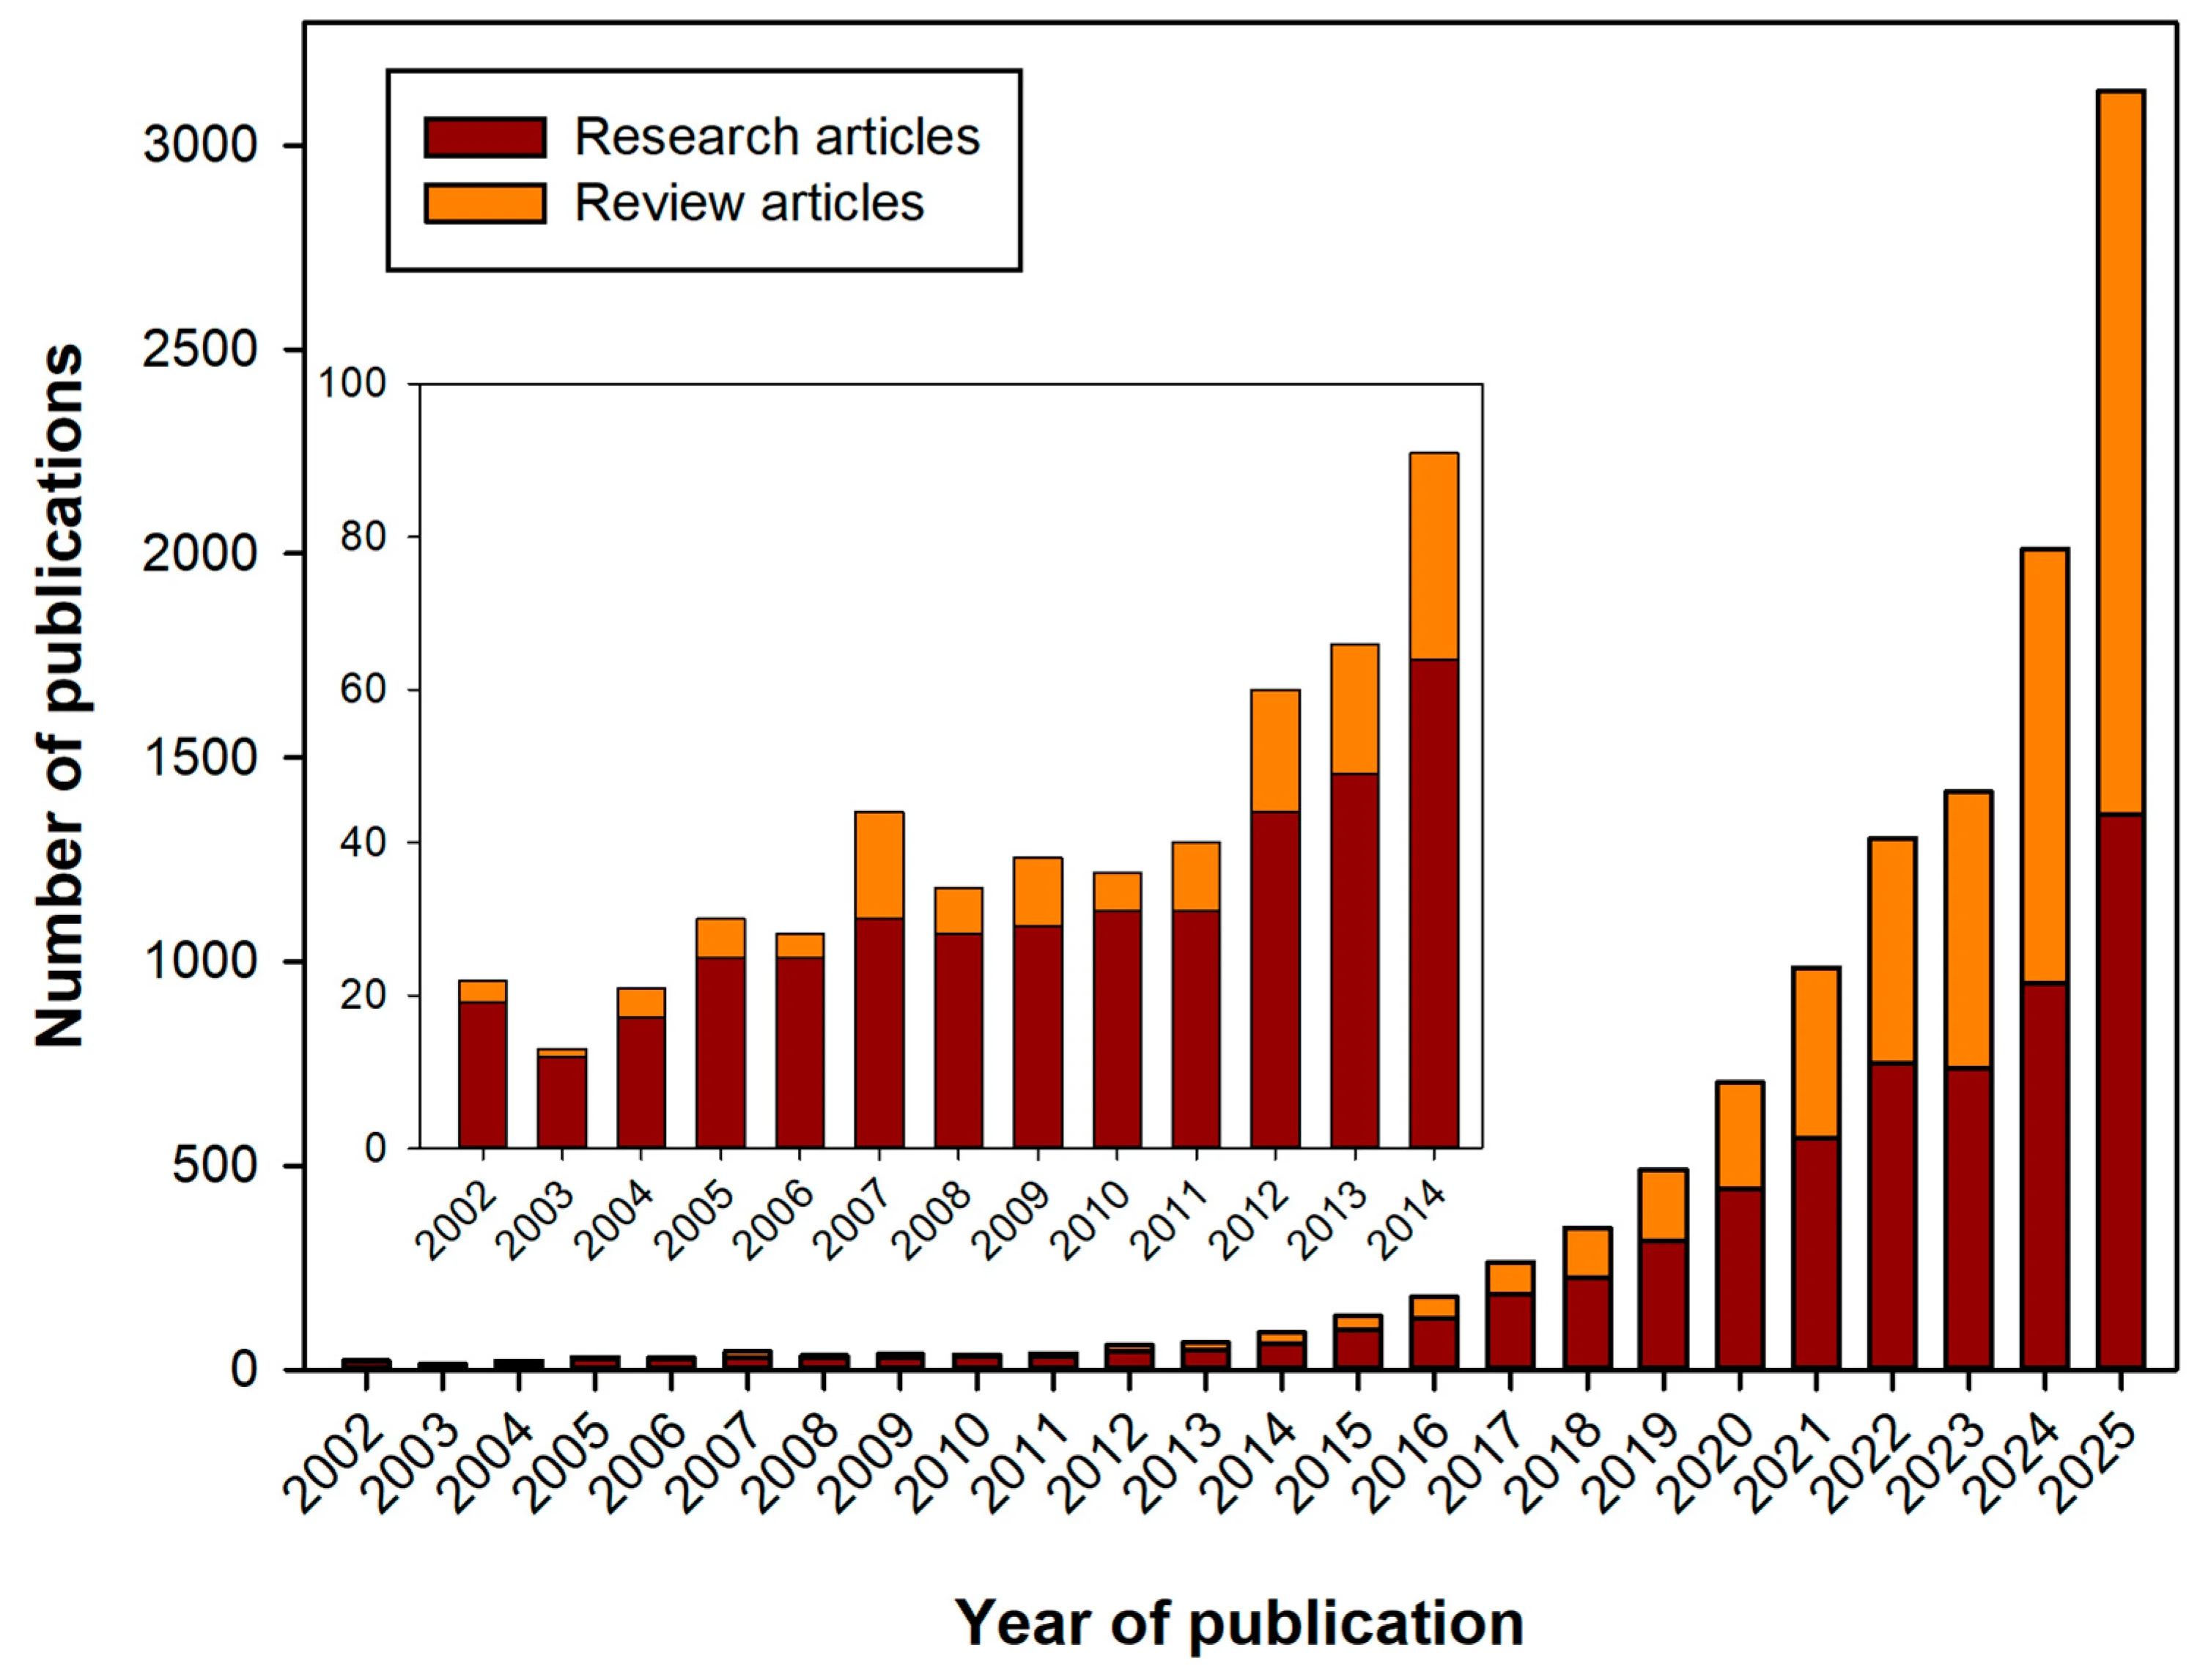 Research articles
Review articles
Number of publications
3000
2500
2000
1500
1000
500
0
100
80
60
40
20
0
2002 2003 2004 2005 2006 2007 2008 2009 2010 2011 2012 2013 2014
2002 2003 2004 2005 2006 2007 2008 2009 2010 2011 2012 2013 2014 2015 2016 2017 2018 2019 2020 2021 2022 2023 2024 2025
Year of publication